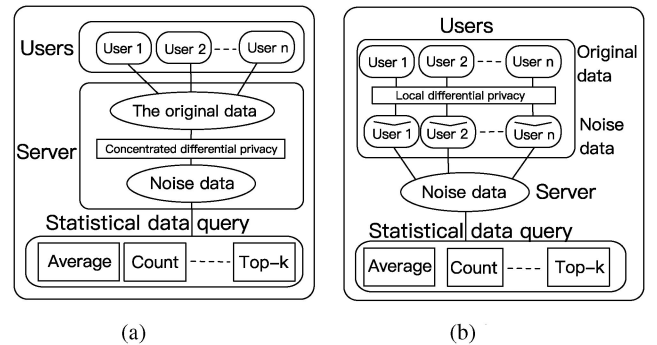 Users
User 1 User 2 User n
The original data
Server
Concentrated differential privacy
Noise data
Statistical data query
Average Count Top-k
(a)
Users
User 1 User 2 User n
Original data
Local differential privacy
User 1 User 2 User n
Noise data
Noise data
Server
Statistical data query
Average Count Top-k
(b)